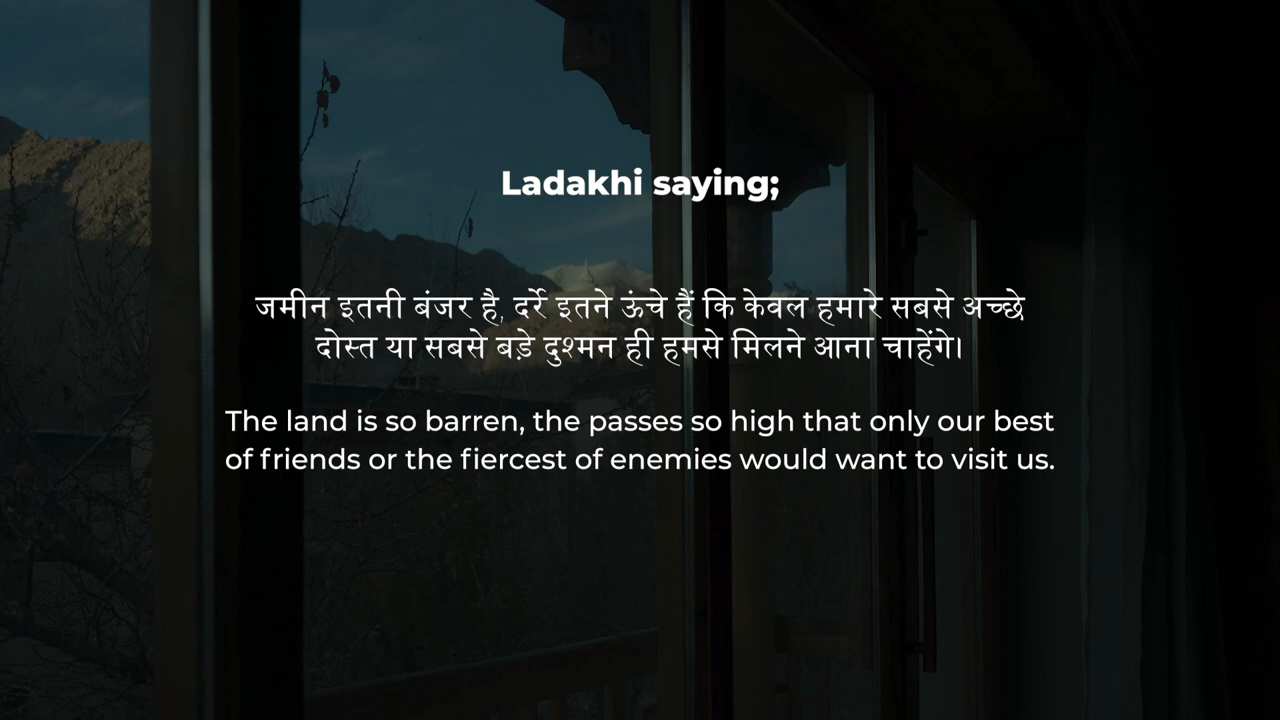 Ladakhi saying;
जमीन इतनी बंजर है, दर्रे इतने ऊंचे हैं कि केवल हमारे सबसे अच्छे
दोस्त या सबसे बड़े दुश्मन ही हमसे मिलने आना चाहेंगे।
The land is so barren, the passes so high that only our best
of friends or the fiercest of enemies would want to visit us.